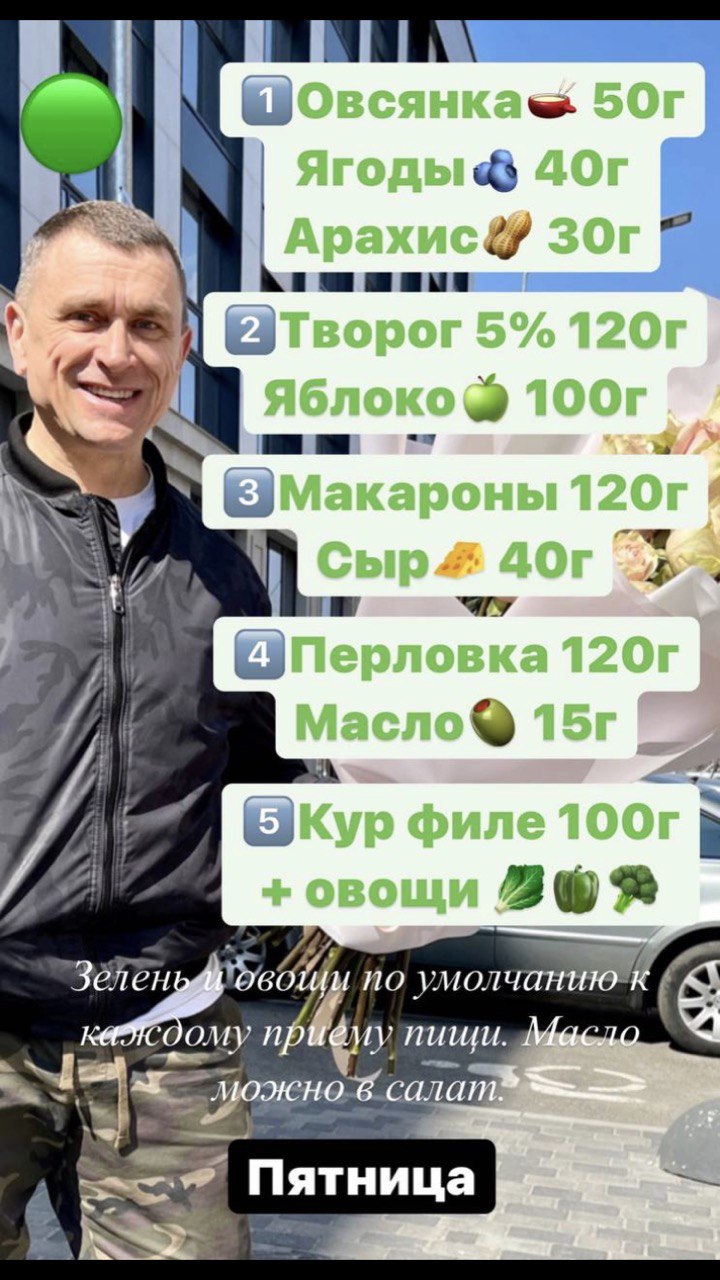 1️⃣Овсянка🍲 50г
Ягоды🫐 40г
Арахис🥜 30г
2️⃣Творог 5% 120г
Яблоко🍏 100г
3️⃣Макароны 120г
Сыр🧀 40г
4️⃣Перловка 120г
Масло🫒 15г
5️⃣Кур филе 100г
+ овощи 🥬🫑🥦
Зелень и овощи по умолчанию к
каждому приему пищи. Масло
можно в салат.
Пятница